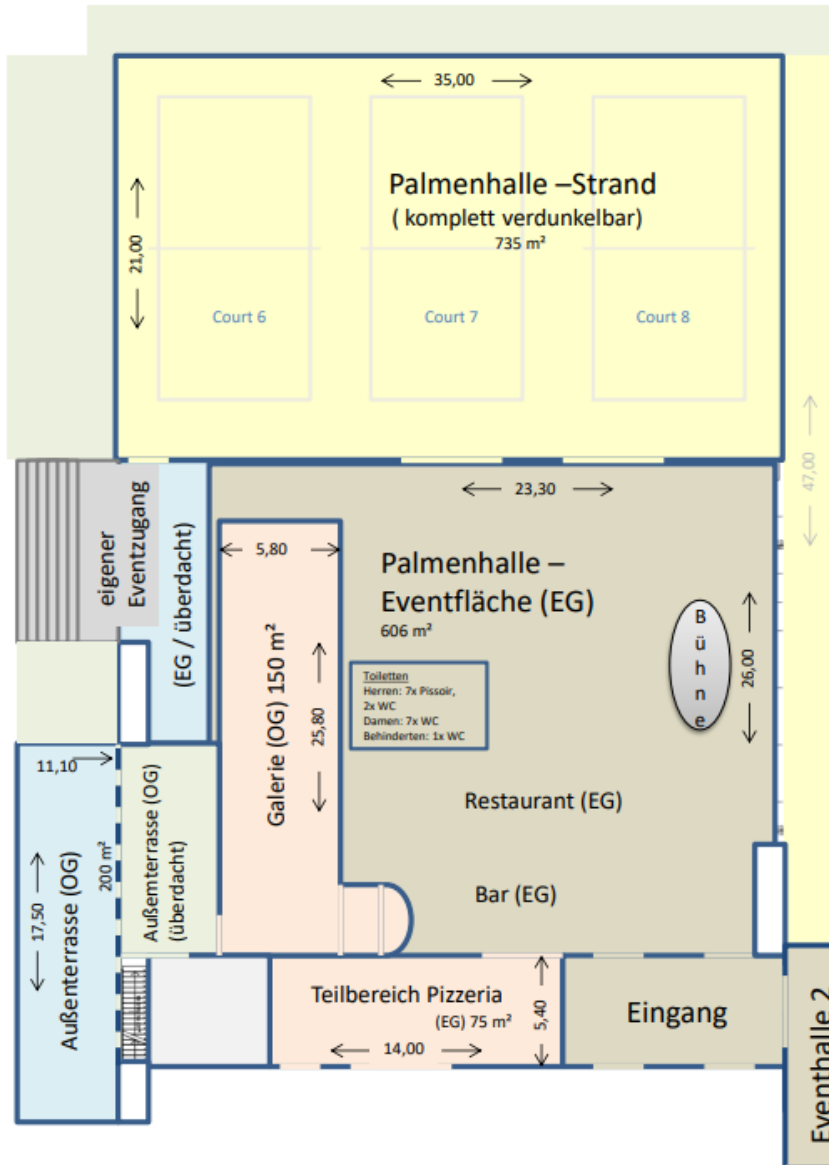 35,00
Palmenhalle –Strand
( komplett verdunkelbar)
735 m²
21,00
Court 6
Court 7
Court 8
47,00
eigener
Eventzugang
(EG / überdacht)
23,30
5,80
Palmenhalle –
Eventfläche (EG)
606 m²
Bühne
26,00
Galerie (OG) 150 m²
25,80
Toiletten
Herren: 7x Pissoir,
2x WC
Damen: 7x WC
Behinderten: 1x WC
11,10
Restaurant (EG)
Außenterrasse (OG)
17,50
200 m²
Außemterrasse (OG)
(überdacht)
Bar (EG)
Teilbereich Pizzeria
(EG) 75 m²
14,00
5,40
Eingang
Eventhalle 2